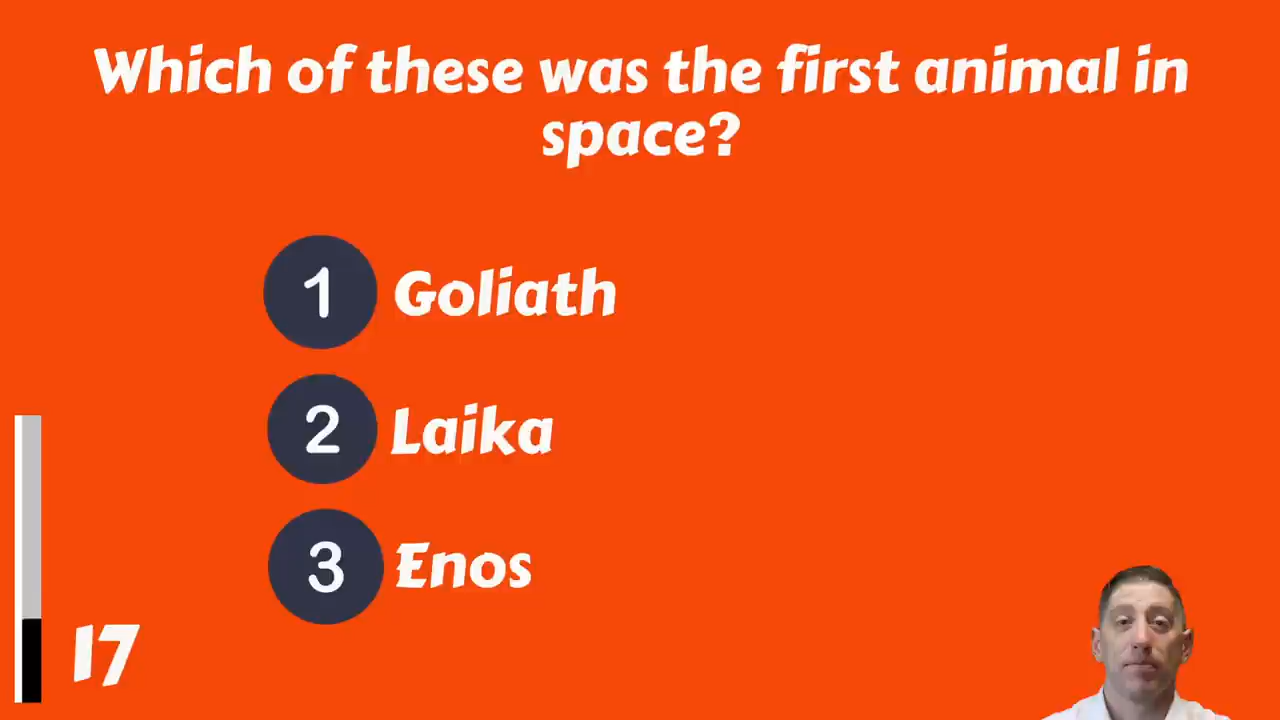 Which of these was the first animal in
space?
1 Goliath
2 Laika
3 Enos
17